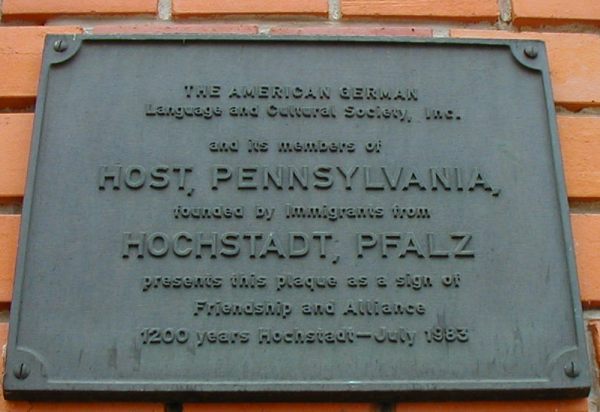 THE AMERICAN GERMAN
Language and Cultural Society, Inc.
and its members of
HOST, PENNSYLVANIA,
founded by immigrants from
HOCHSTADT, PFALZ
presents this plaque as a sign of
Friendship and Alliance
1200 years Hochstadt—July 1983